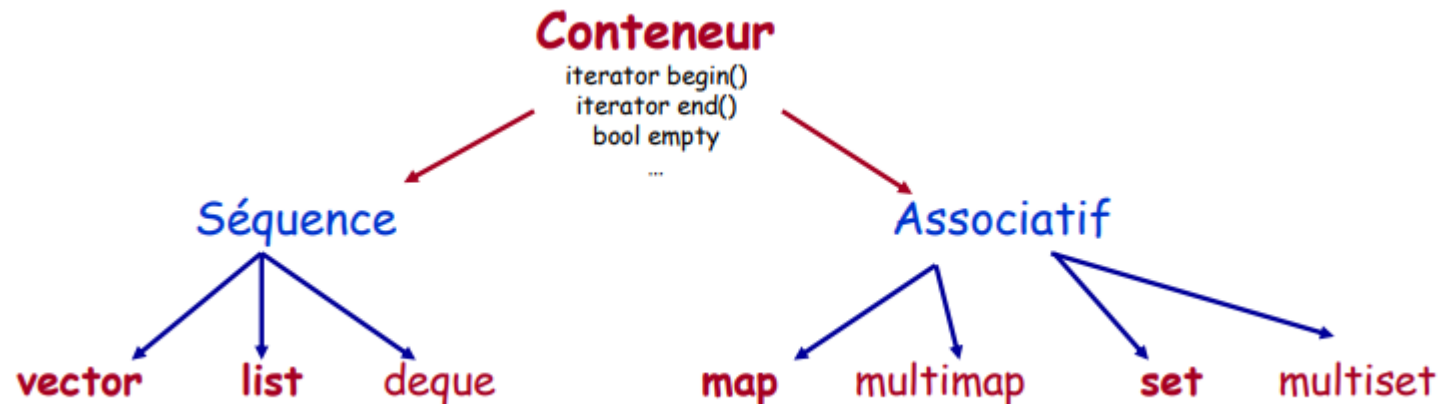 Conteneur
iterator begin()
iterator end()
bool empty
...
Séquence
Associatif
vector list deque map multimap set multiset